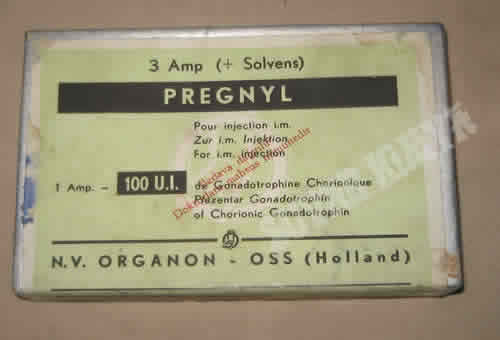 3 Amp (+ Solvens)
PREGNYL
Pour injection i.m.
Zur i.m. Injektion
For i.m. injection
1 Amp. - 100 U.I. de Gonadotrophine Chorionique
Plazentar Gonadotrophin
of Chorionic Gonadotrophin
N.V. ORGANON - OSS (Holland)